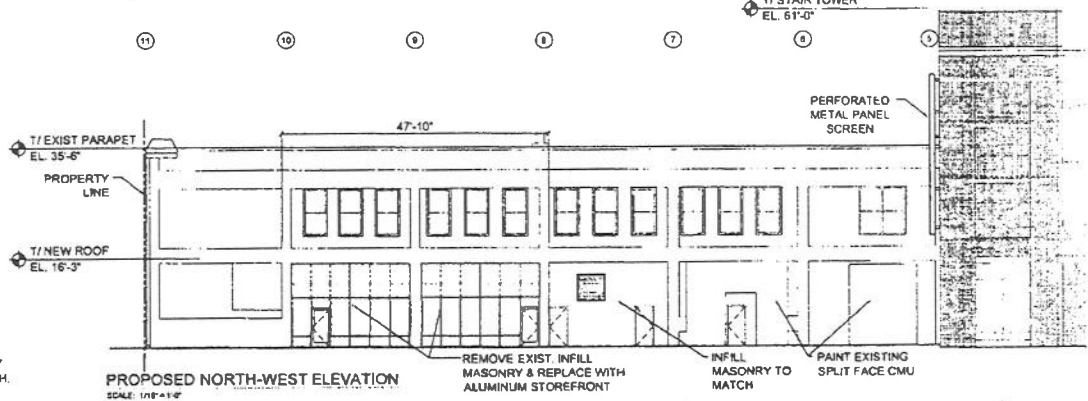 T/ STAIR TOWER
EL. 61'-0"
11
10
9
8
7
6
5
PERFORATED
METAL PANEL
SCREEN
47'-10"
T/ EXIST PARAPET
EL. 35'-6"
PROPERTY
LINE
T/ NEW ROOF
EL. 16'-3"
REMOVE EXIST. INFILL
MASONRY & REPLACE WITH
ALUMINUM STOREFRONT
INFILL
MASONRY TO
MATCH
PAINT EXISTING
SPLIT FACE CMU
PROPOSED NORTH-WEST ELEVATION